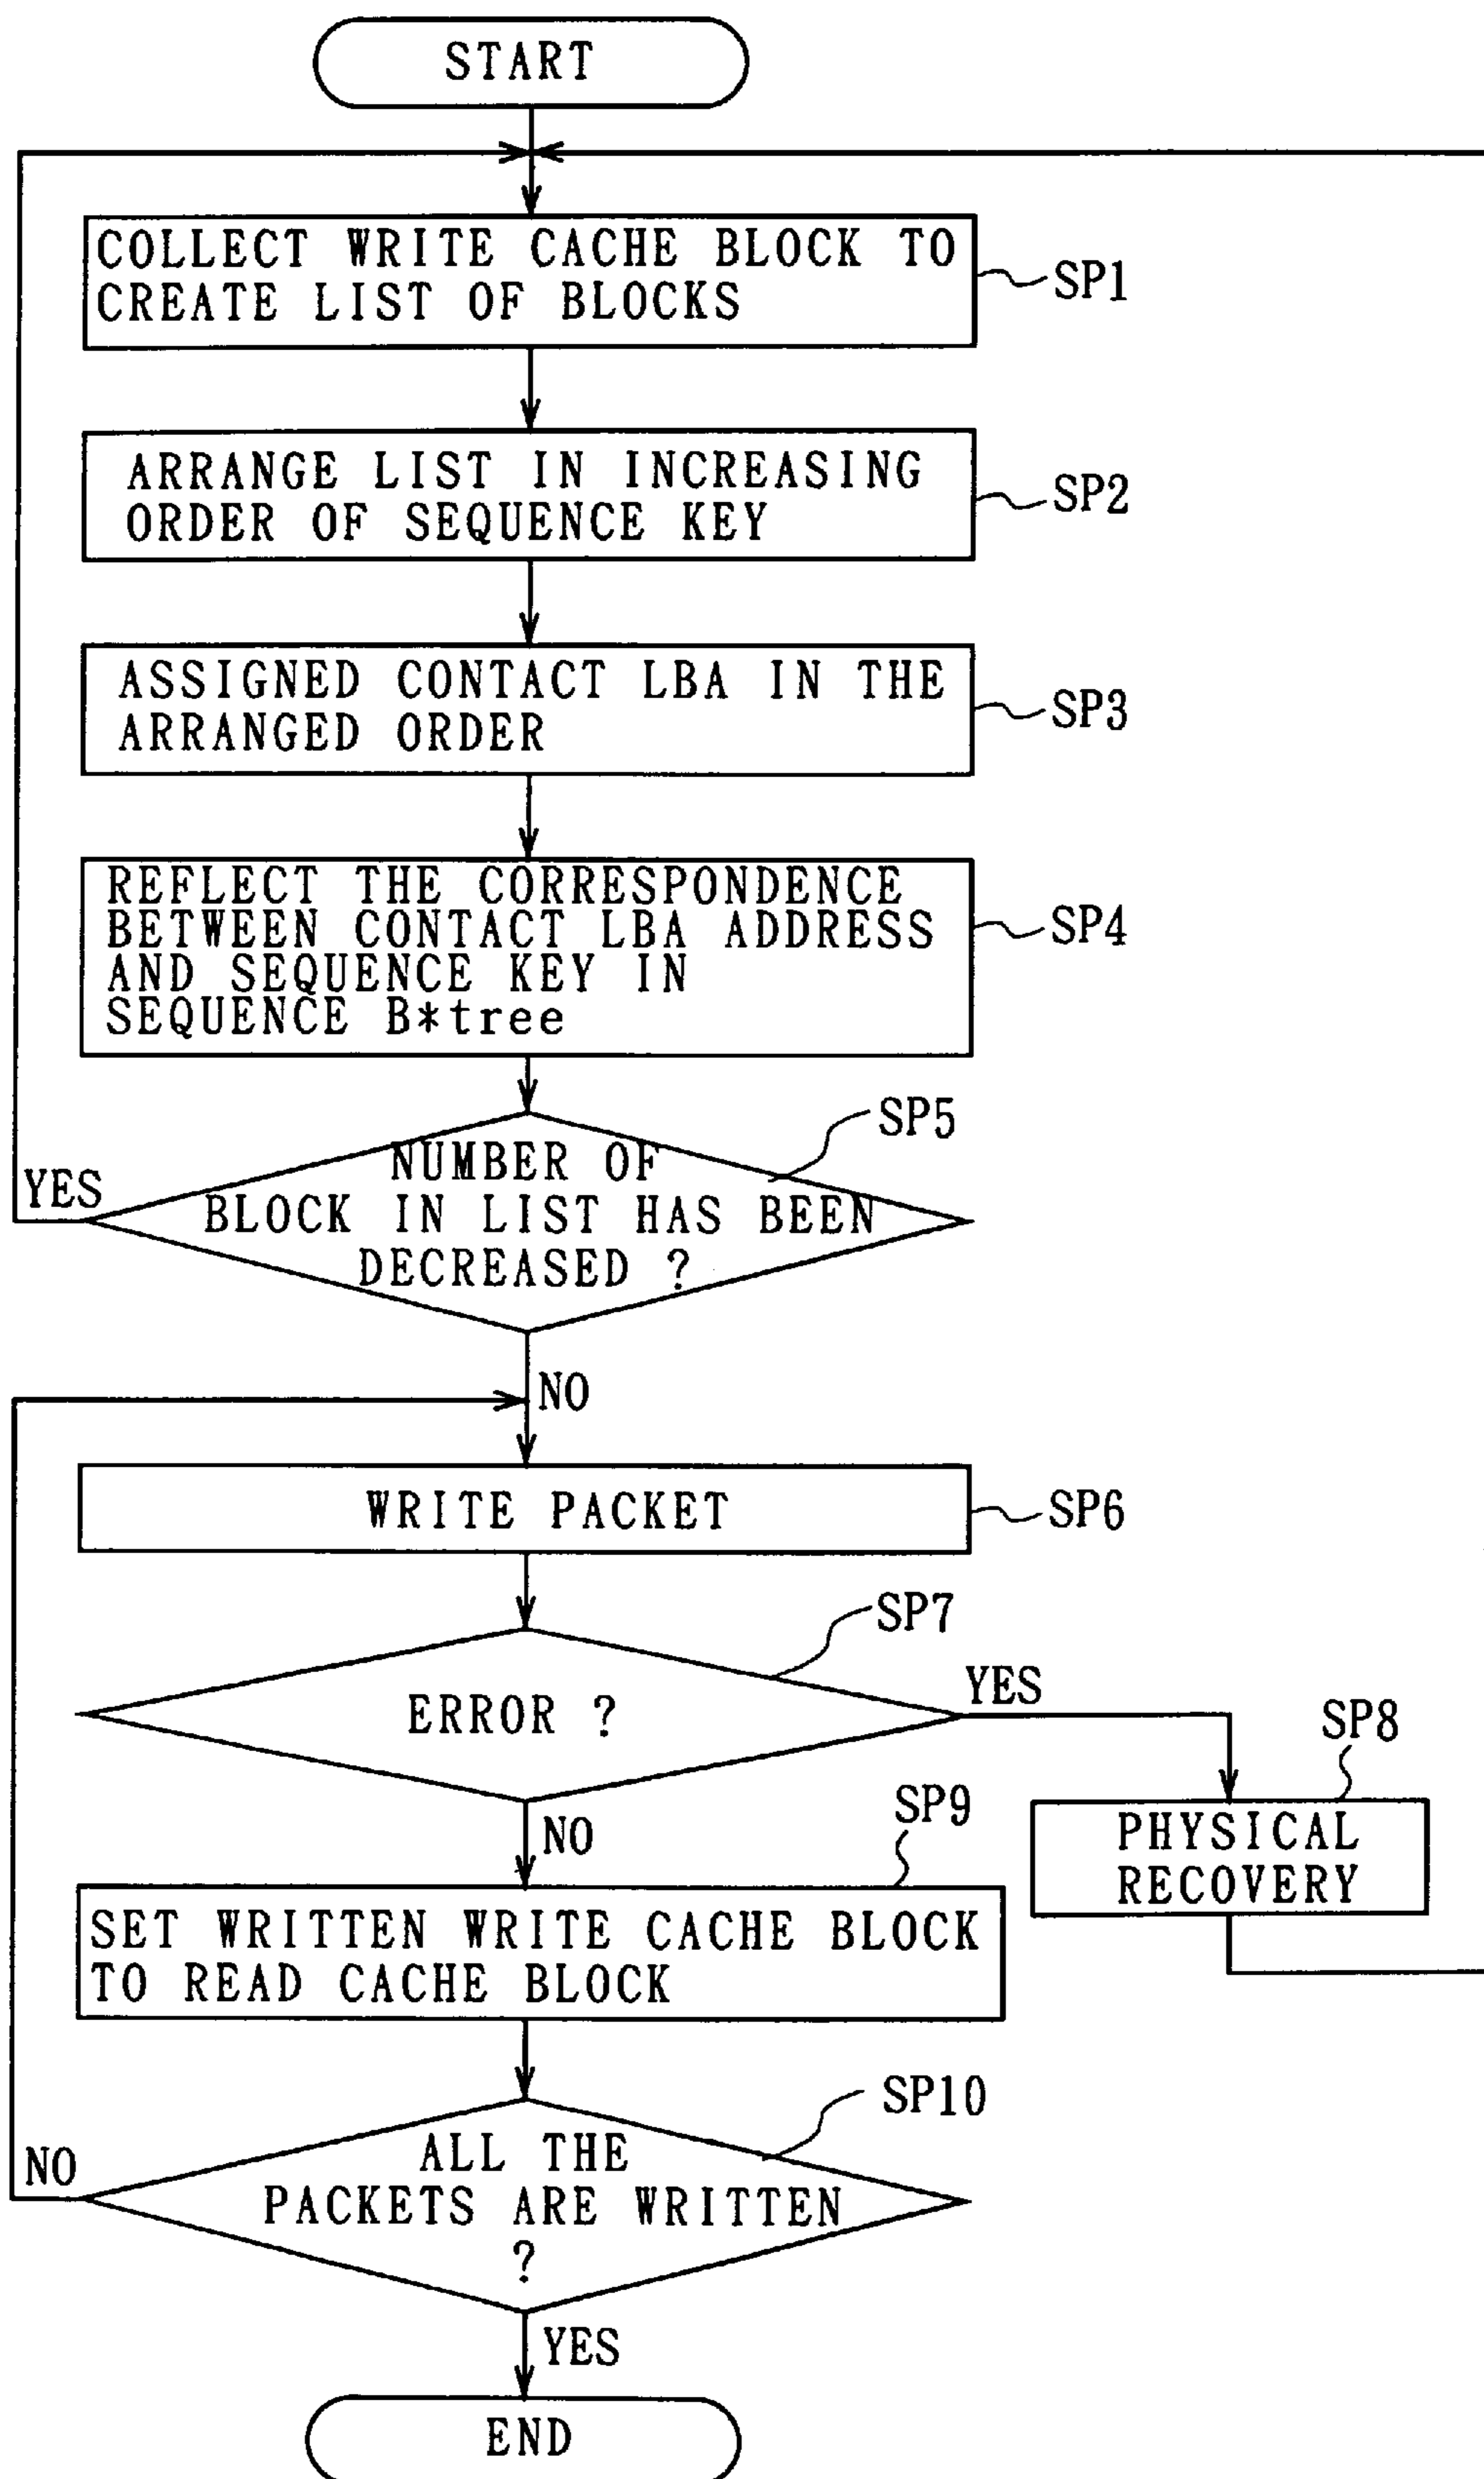 START
COLLECT WRITE CACHE BLOCK TO
CREATE LIST OF BLOCKS
SP1
ARRANGE LIST IN INCREASING
ORDER OF SEQUENCE KEY
SP2
ASSIGNED CONTACT LBA IN THE
ARRANGED ORDER
SP3
REFLECT THE CORRESPONDENCE
BETWEEN CONTACT LBA ADDRESS
AND SEQUENCE KEY IN
SEQUENCE B*tree
SP4
SP5
NUMBER OF
BLOCK IN LIST HAS BEEN
DECREASED ?
YES
NO
WRITE PACKET
SP6
SP7
ERROR ?
YES
SP8
PHYSICAL
RECOVERY
NO
SP9
SET WRITTEN WRITE CACHE BLOCK
TO READ CACHE BLOCK
SP10
ALL THE
PACKETS ARE WRITTEN
?
NO
YES
END